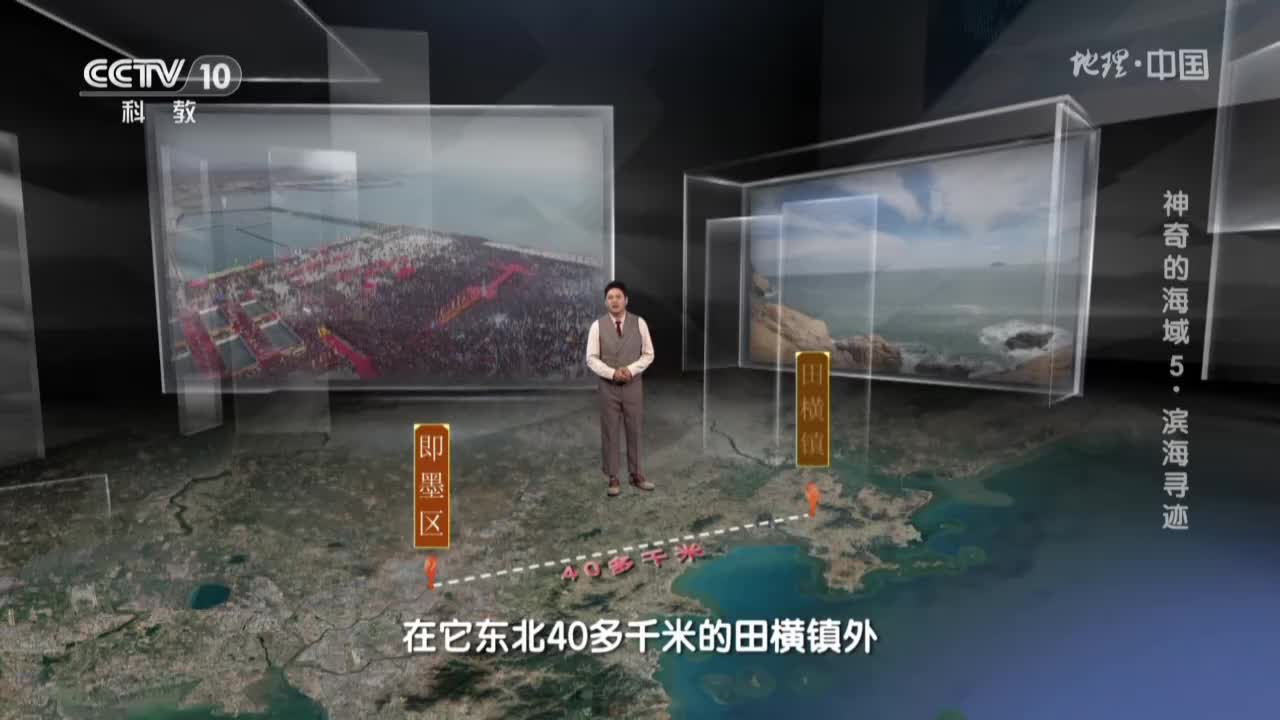 CCTV 10
科 教
地理·中国
神奇的海域 5·滨海寻迹
田横镇
即墨区
40多千米
在它东北40多千米的田横镇外